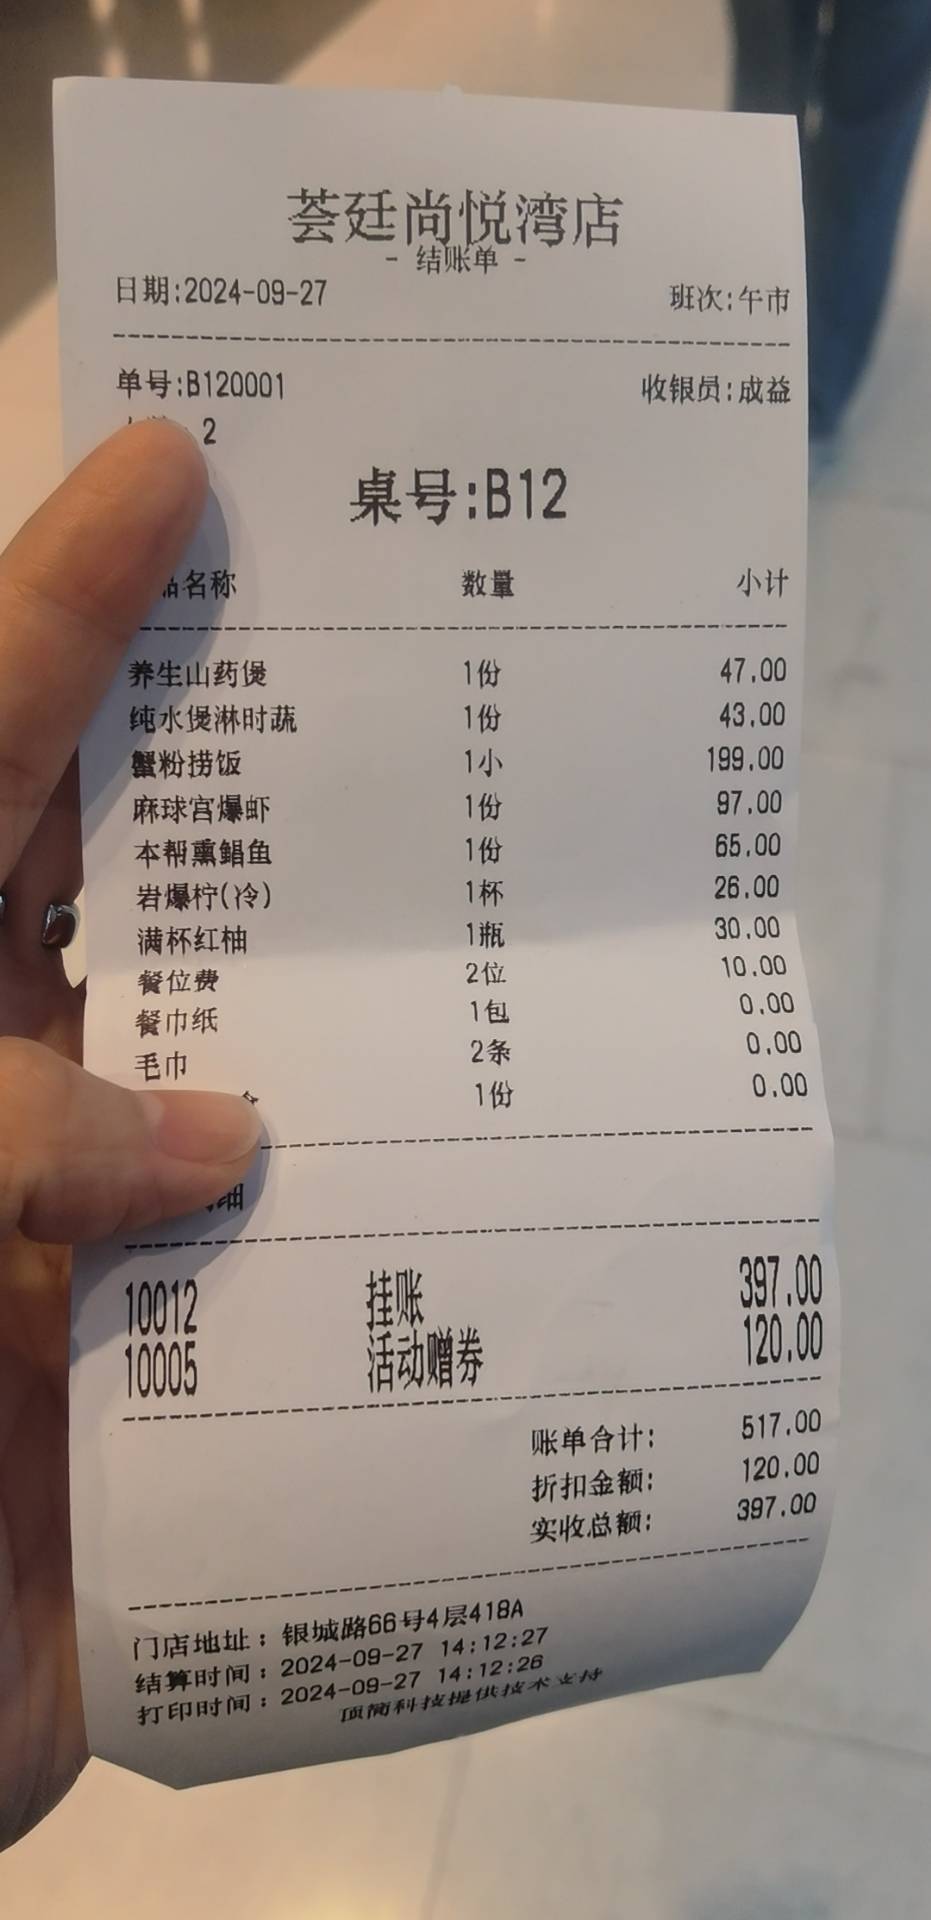 荟廷尚悦湾店
- 结账单 -
日期:2024-09-27 班次:午市
单号:B120001 收银员:成益
2
桌号:B12
名称 数量 小计
养生山药煲 1份 47.00
纯水煲淋时蔬 1份 43.00
蟹粉捞饭 1小 199.00
麻球宫爆虾 1份 97.00
本帮熏鲳鱼 1份 65.00
岩爆柠(冷) 1杯 26.00
满杯红柚 1瓶 30.00
餐位费 2位 10.00
餐巾纸 1包 0.00
毛巾 2条 0.00
1份 0.00
细
10012 挂账 397.00
10005 活动赠券 120.00
账单合计: 517.00
折扣金额: 120.00
实收总额: 397.00
门店地址：银城路66号4层418A
结算时间：2024-09-27 14:12:27
打印时间：2024-09-27 14:12:26
顶简科技提供技术支持